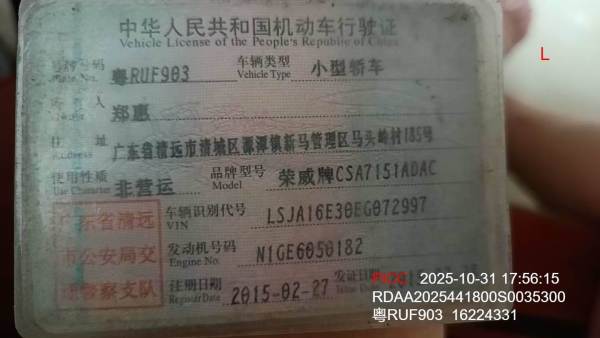 中华人民共和国机动车行驶证
Vehicle License of the People's Republic of China
号牌号码 粤RUF903 车辆类型 小型轿车
Plate No. Vehicle Type
所有人 郑惠
住址 广东省清远市清城区源潭镇新马管理区马头岭村185号
Address
使用性质 非营运 品牌型号 荣威牌CSA7151ADAC
Use Character Model
广东省清远 车辆识别代号 LSJA16E30EG072997
VIN
市公安局交 发动机号码 N1GE6050182
Engine No.
通警察支队 注册日期 2015-02-27 发证日期
Register Date
L
PICC 2025-10-31 17:56:15
RDAA2025441800S0035300
粤RUF903 16224331